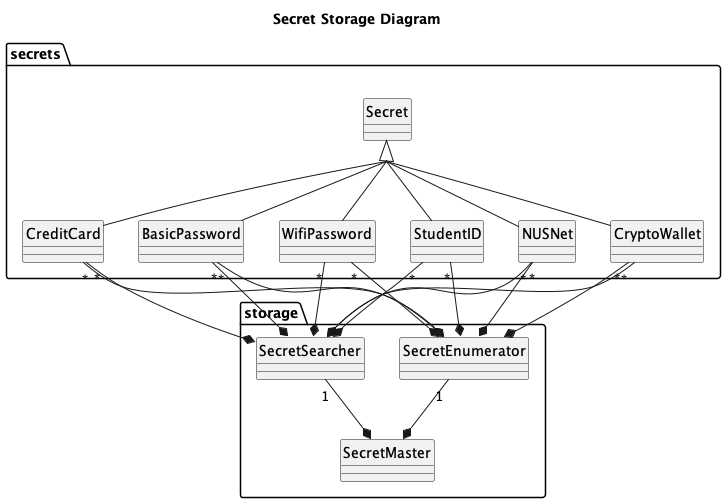 Secret Storage Diagram
secrets
Secret
CreditCard BasicPassword WifiPassword StudentID NUSNet CryptoWallet
* * * * * * * * * * * *
storage
SecretSearcher SecretEnumerator
1 1
SecretMaster